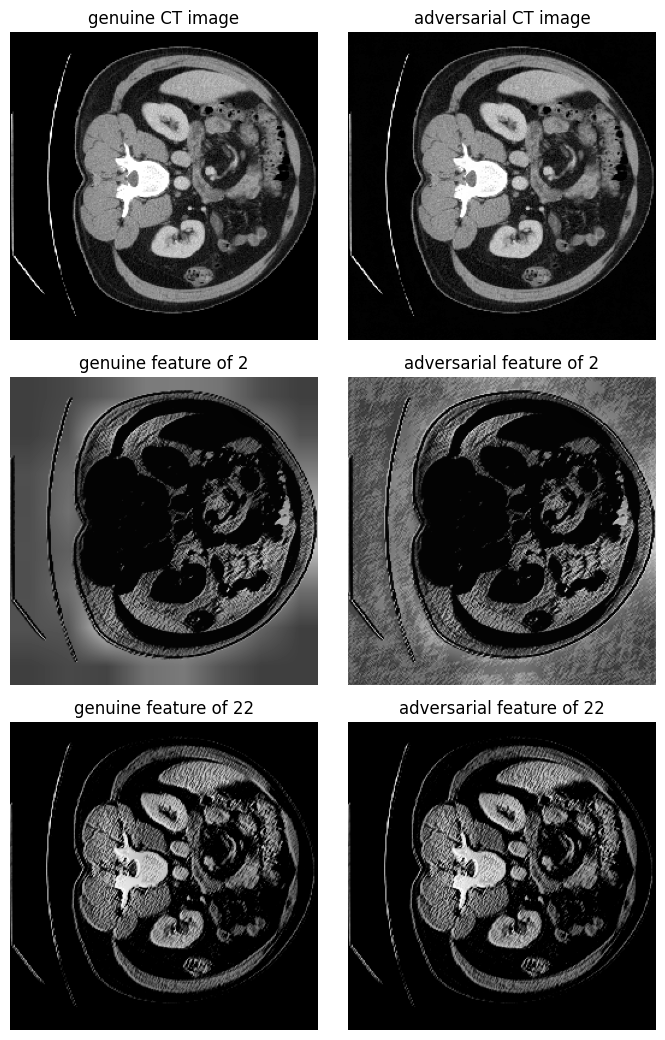 genuine CT image
adversarial CT image
genuine feature of 2
adversarial feature of 2
genuine feature of 22
adversarial feature of 22